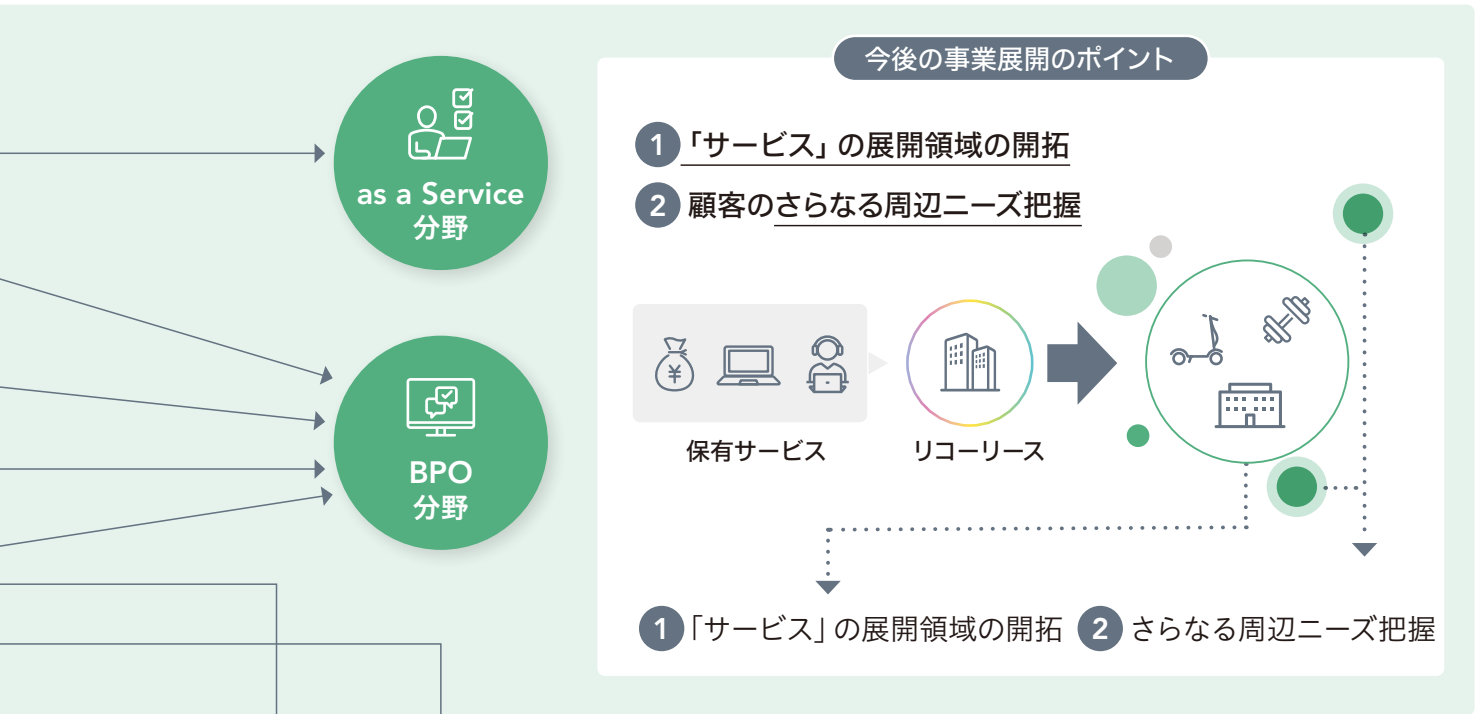 as a Service
分野
BPO
分野
今後の事業展開のポイント
1 「サービス」の展開領域の開拓
2 顧客のさらなる周辺ニーズ把握
¥
保有サービス
リコーリース
1 「サービス」の展開領域の開拓
2 さらなる周辺ニーズ把握